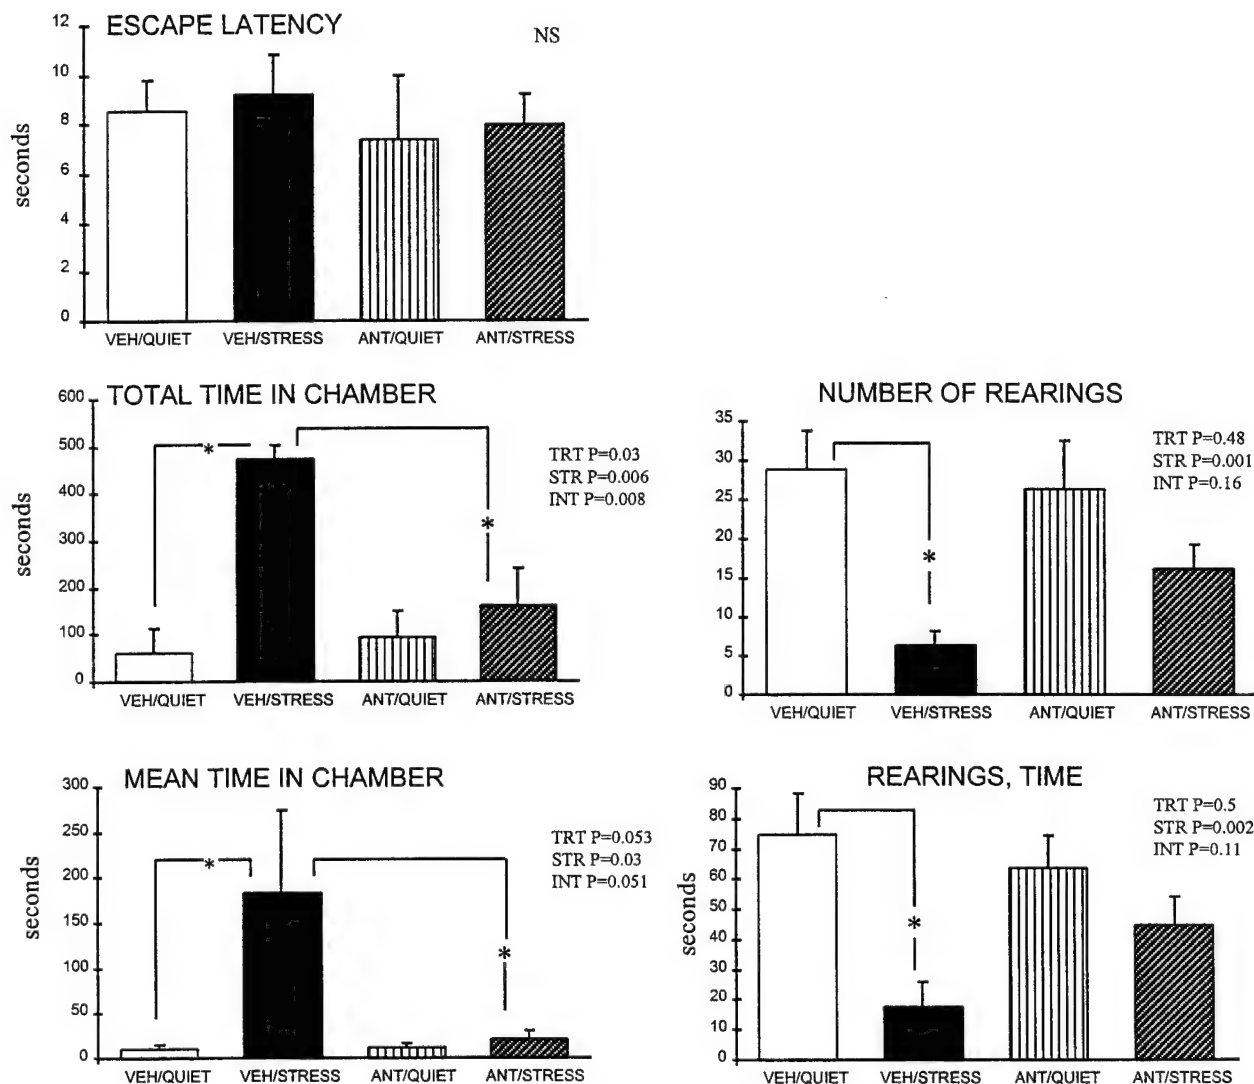 ESCAPE LATENCY
NS
12
10
8
6
4
2
0
seconds
VEH/QUIET VEH/STRESS ANT/QUIET ANT/STRESS
TOTAL TIME IN CHAMBER
600
500
400
300
200
100
0
seconds
*
*
TRT P=0.03
STR P=0.006
INT P=0.008
VEH/QUIET VEH/STRESS ANT/QUIET ANT/STRESS
NUMBER OF REARINGS
35
30
25
20
15
10
5
0
*
TRT P=0.48
STR P=0.001
INT P=0.16
VEH/QUIET VEH/STRESS ANT/QUIET ANT/STRESS
MEAN TIME IN CHAMBER
300
250
200
150
100
50
0
seconds
*
*
TRT P=0.053
STR P=0.03
INT P=0.051
VEH/QUIET VEH/STRESS ANT/QUIET ANT/STRESS
REARINGS, TIME
90
80
70
60
50
40
30
20
10
0
seconds
*
TRT P=0.5
STR P=0.002
INT P=0.11
VEH/QUIET VEH/STRESS ANT/QUIET ANT/STRESS